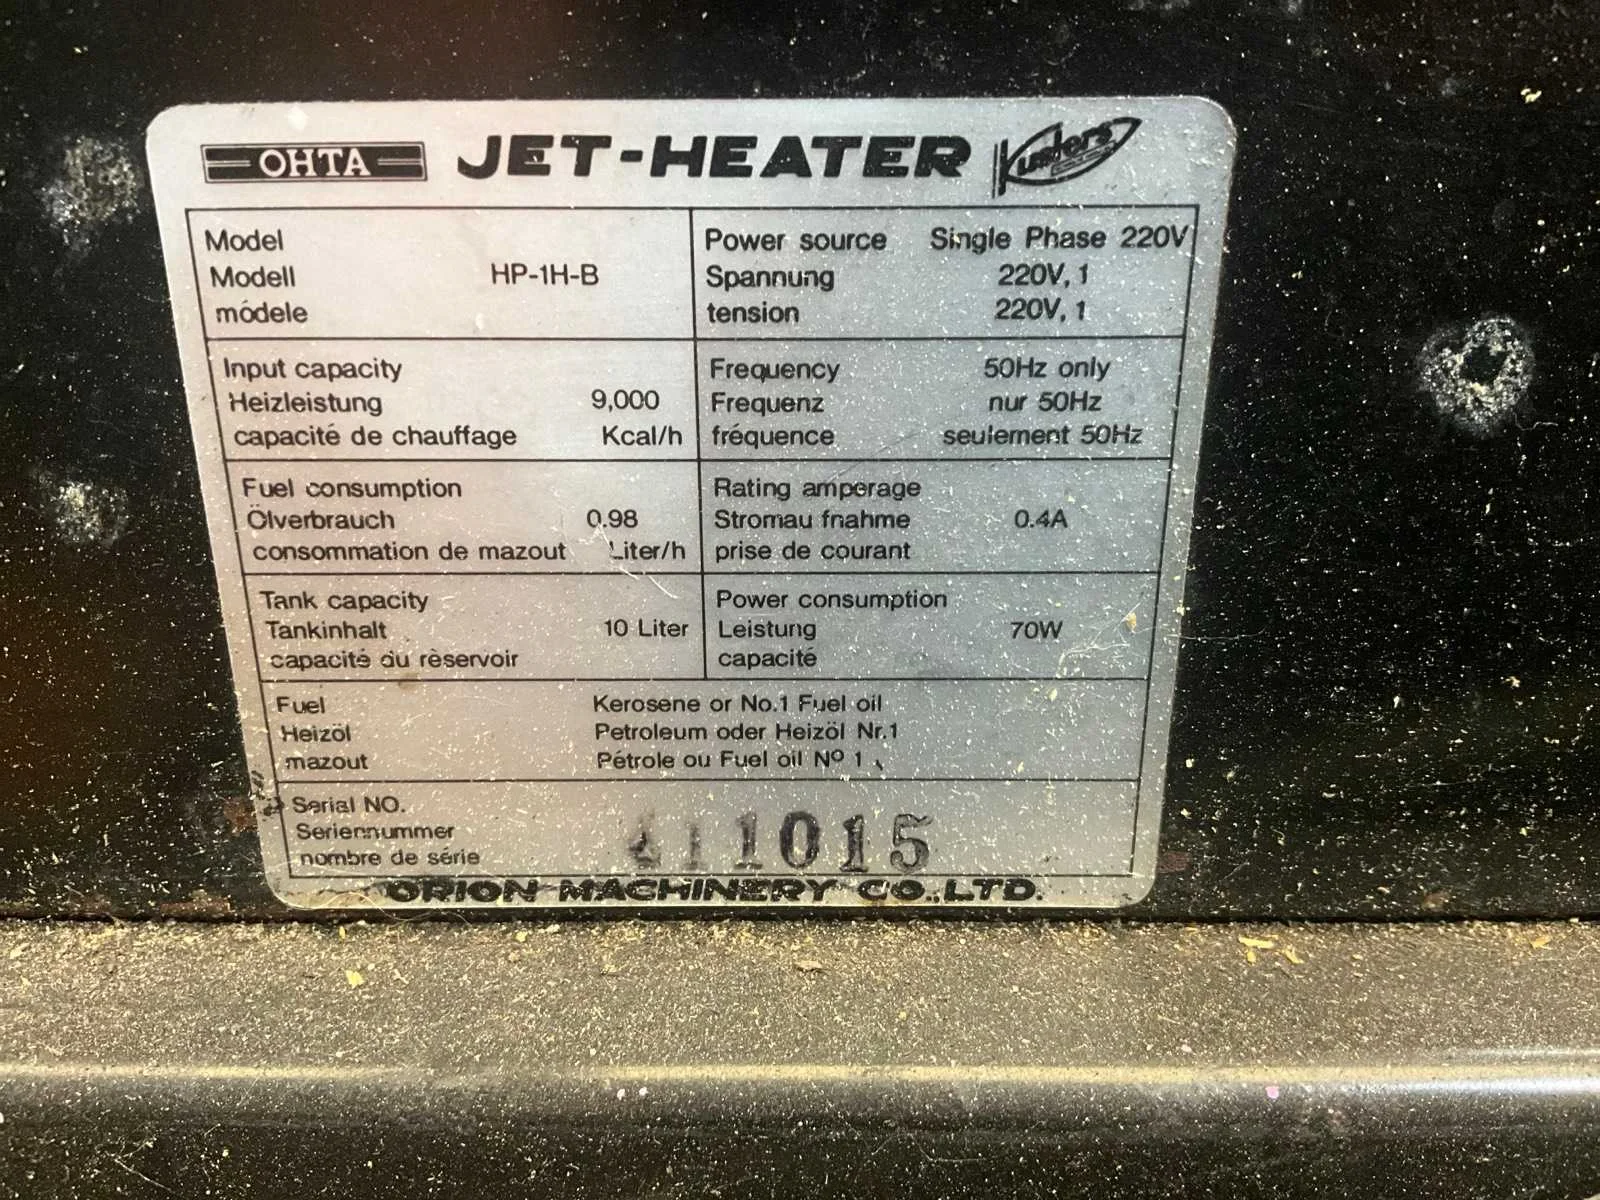 OHTA JET-HEATER Kusters
Model
Modell HP-1H-B
módele
Power source Single Phase 220V
Spannung 220V, 1
tension 220V, 1
Input capacity
Heizleistung 9,000
capacité de chauffage Kcal/h
Frequency 50Hz only
Frequenz nur 50Hz
fréquence seulement 50Hz
Fuel consumption
Ölverbrauch 0.98
consommation de mazout Liter/h
Rating amperage
Stromau fnahme 0.4A
prise de courant
Tank capacity
Tankinhalt 10 Liter
capacité du rèservoir
Power consumption
Leistung 70W
capacité
Fuel Kerosene or No.1 Fuel oil
Heizöl Petroleum oder Heizöl Nr.1
mazout Pétrole ou Fuel oil Nº 1
Serial NO.
Seriennummer 411015
nombre de série
ORION MACHINERY CO.,LTD.